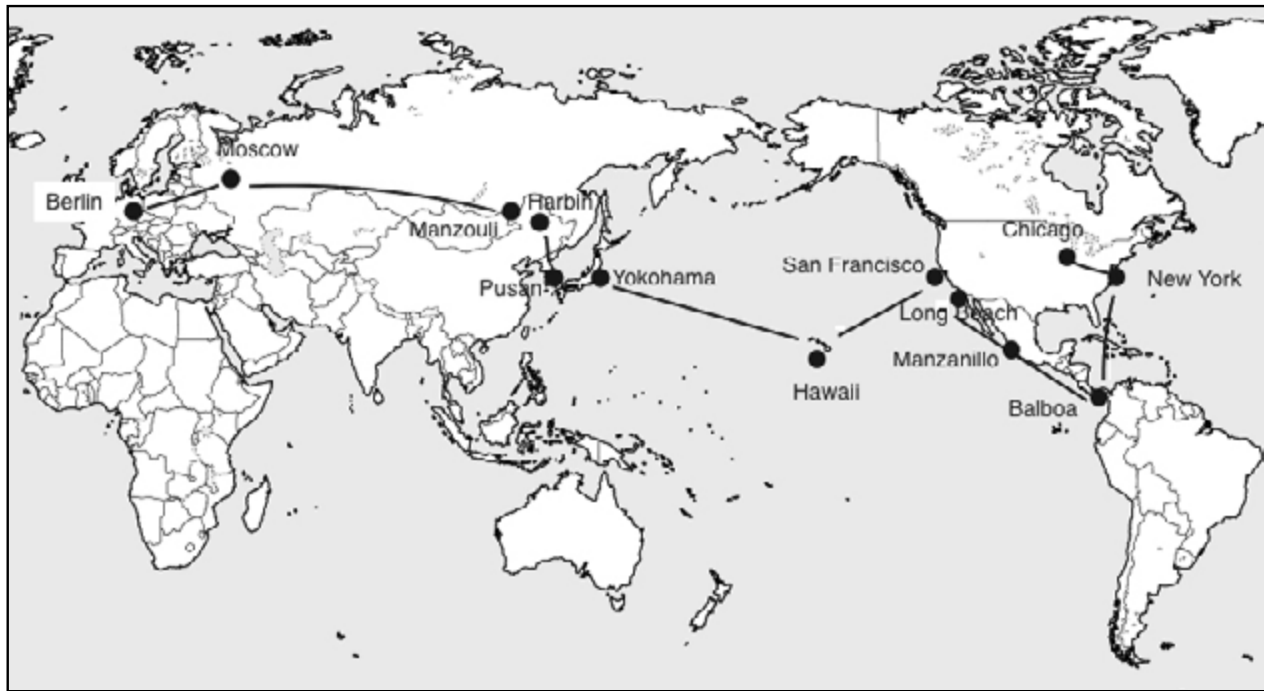 Moscow
Berlin
Harbin
Manzouli
Chicago
San Francisco
Pusan
Yokohama
New York
Long Beach
Manzanillo
Hawaii
Balboa